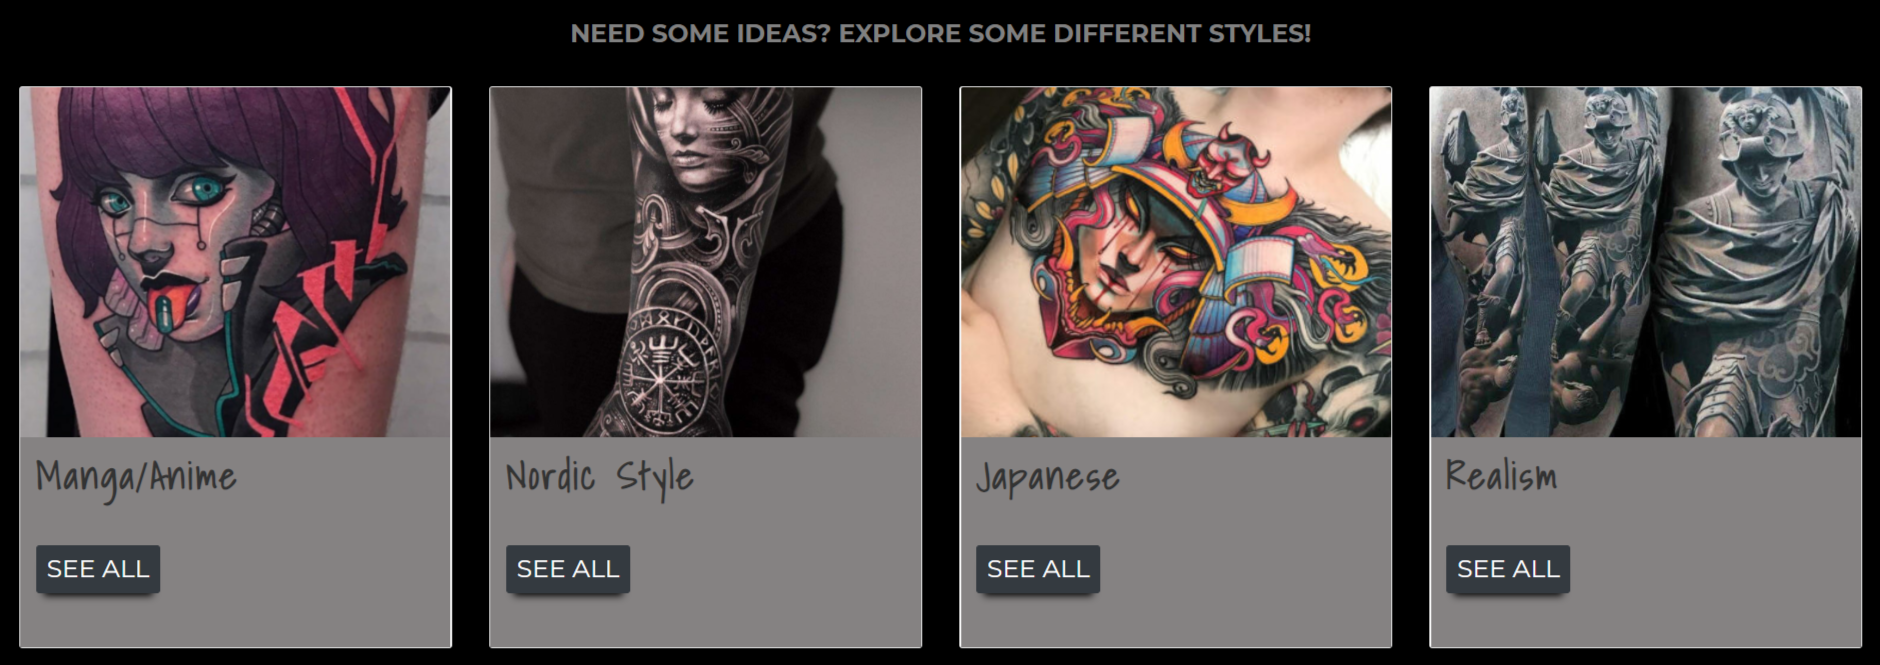 NEED SOME IDEAS? EXPLORE SOME DIFFERENT STYLES!
Manga/Anime
Nordic Style
Japanese
Realism
SEE ALL
SEE ALL
SEE ALL
SEE ALL